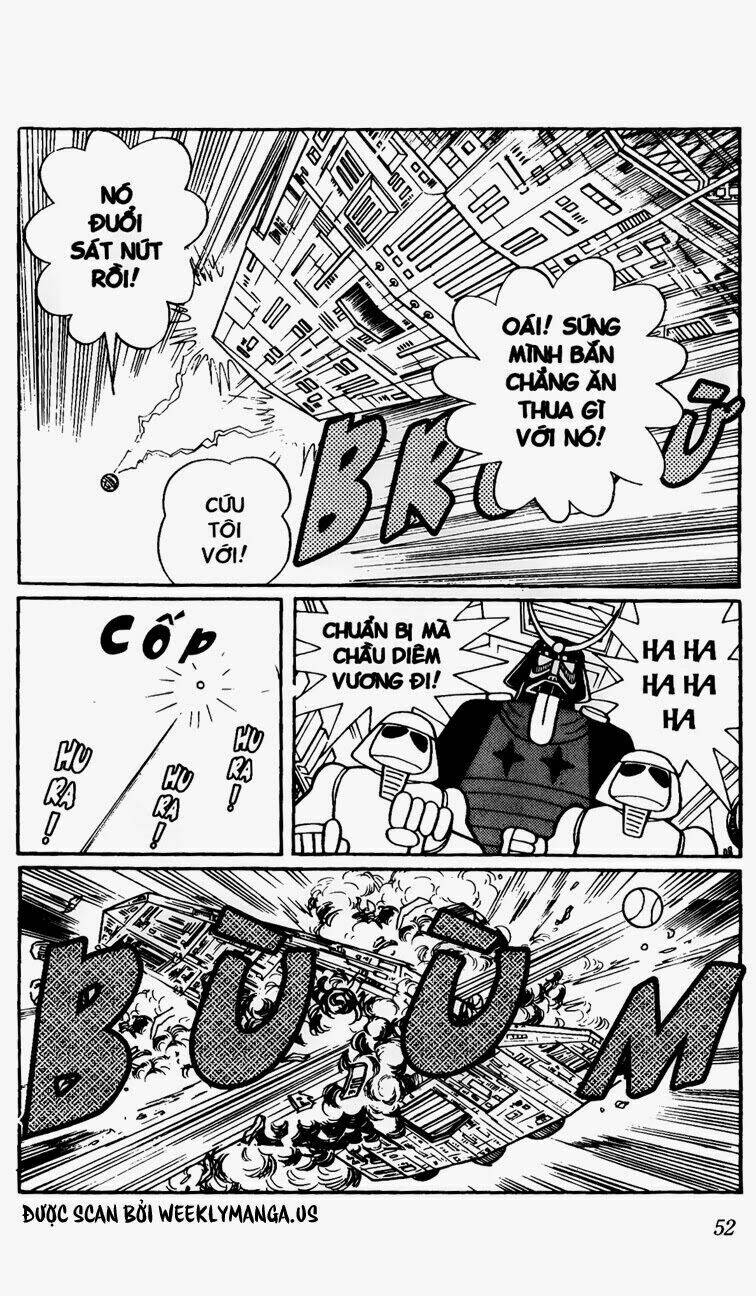 NÓ
ĐUỔI
SÁT NÚT
RỒI!
OÁI! SỨNG
MÌNH BẮN
CHẲNG ĂN
THUA GÌ
VỚI NÓ!
CỨU
TÔI
VỚI!
CỐP
HU
RA!
HU
RA!
HU
RA!
CHUẨN BỊ MÀ
CHẦU DIÊM
VƯƠNG ĐI!
HA HA
HA HA
HA
BÙÙM
ĐƯỢC SCAN BỞI WEEKLYMANGA.US
52